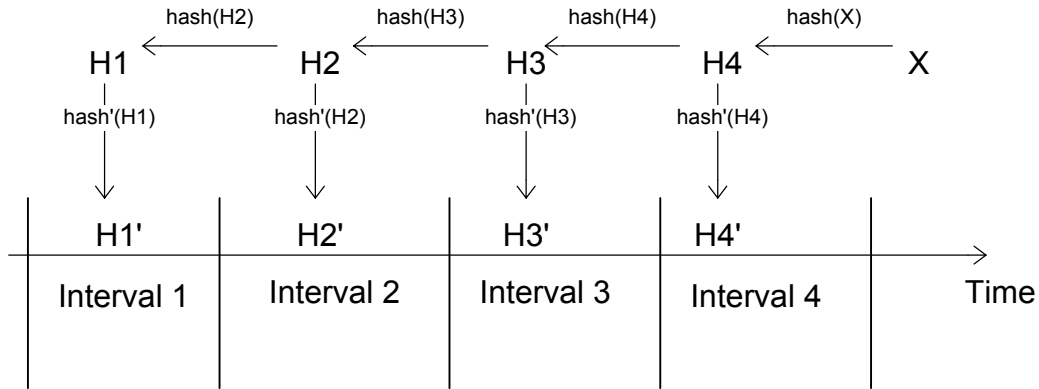 hash(H2) hash(H3) hash(H4) hash(X)
H1 H2 H3 H4 X
hash'(H1) hash'(H2) hash'(H3) hash'(H4)
H1' H2' H3' H4'
Interval 1 Interval 2 Interval 3 Interval 4 Time